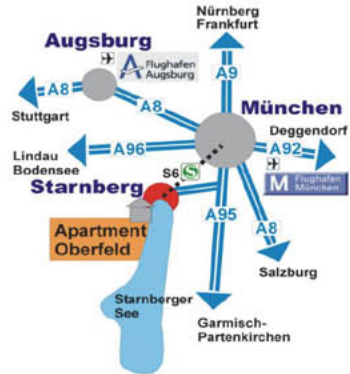 Nürnberg
Frankfurt
Augsburg
Flughafen
Augsburg
A9
A8
A8
Stuttgart
München
Deggendorf
A92
Lindau
Bodensee
A96
S6
S
Starnberg
M Flughafen
München
A95
A8
Apartment
Oberfeld
Salzburg
Starnberger
See
Garmisch-
Partenkirchen